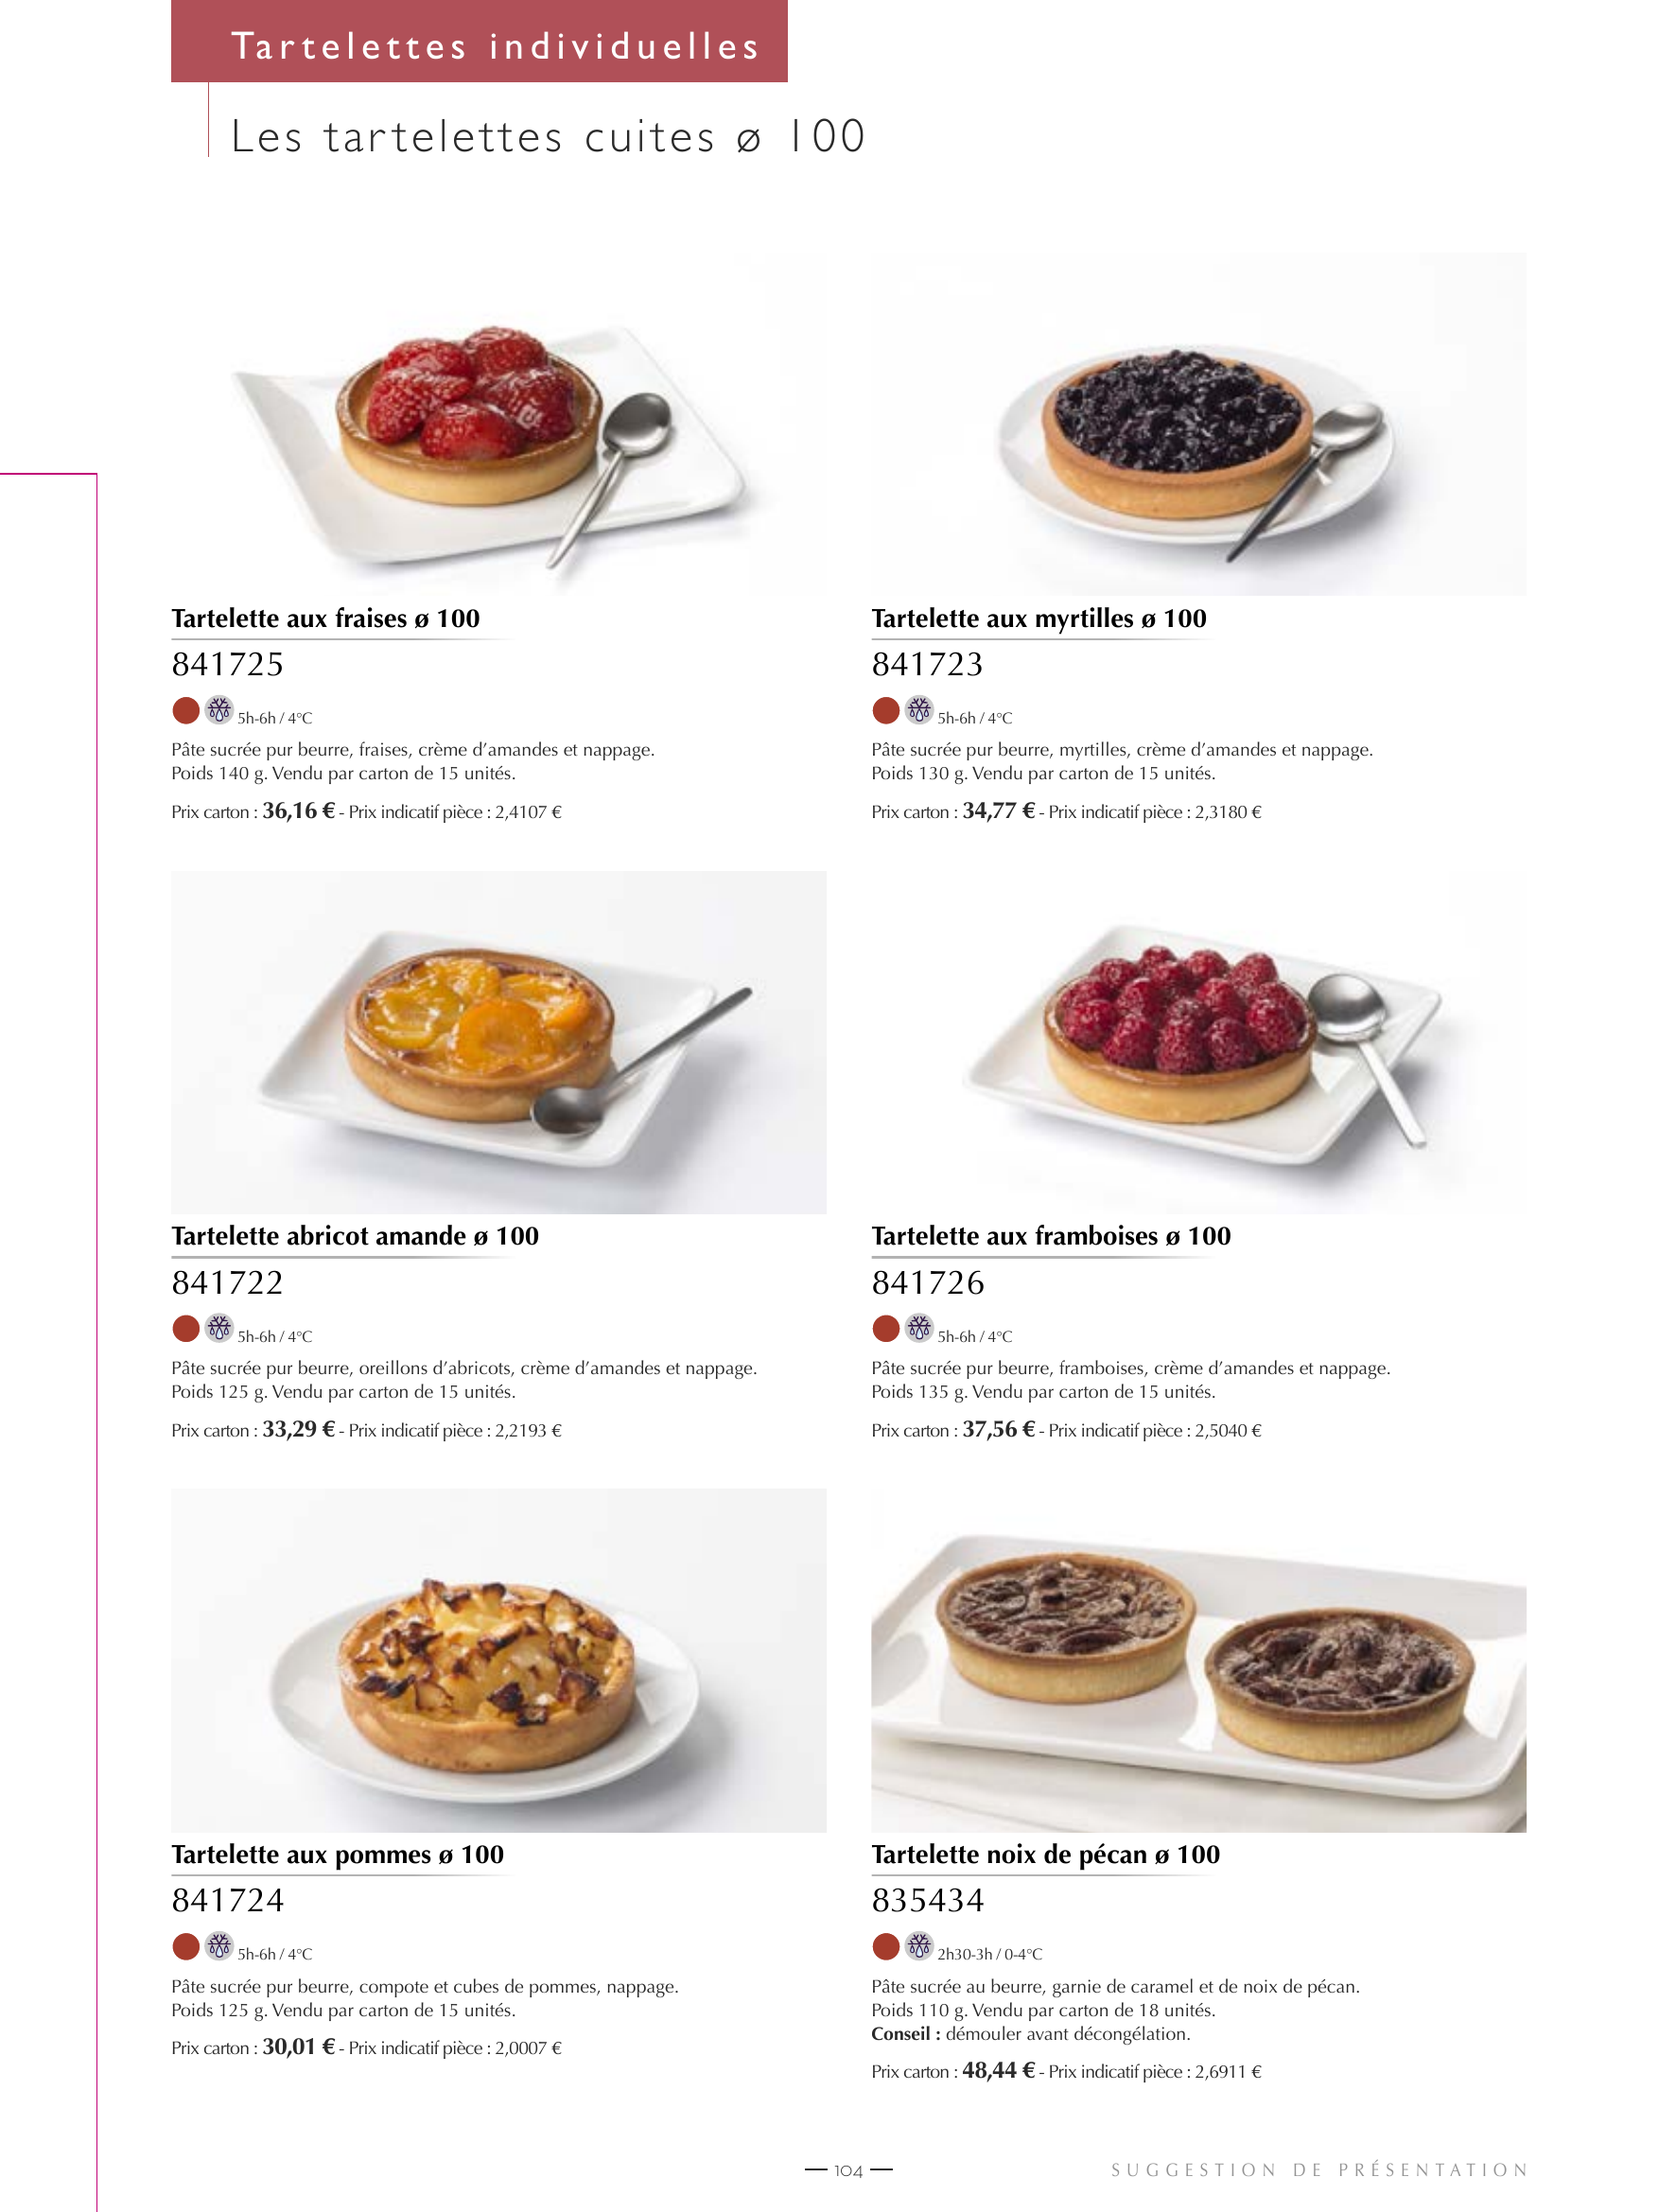 Tartelettes individuelles
Les tartelettes cuites ø 100
Tartelette aux fraises ø 100
841725
5h-6h / 4°C
Pâte sucrée pur beurre, fraises, crème d’amandes et nappage.
Poids 140 g. Vendu par carton de 15 unités.
Prix carton : 36,16 € - Prix indicatif pièce : 2,4107 €
Tartelette aux myrtilles ø 100
841723
5h-6h / 4°C
Pâte sucrée pur beurre, myrtilles, crème d’amandes et nappage.
Poids 130 g. Vendu par carton de 15 unités.
Prix carton : 34,77 € - Prix indicatif pièce : 2,3180 €
Tartelette abricot amande ø 100
841722
5h-6h / 4°C
Pâte sucrée pur beurre, oreillons d’abricots, crème d’amandes et nappage.
Poids 125 g. Vendu par carton de 15 unités.
Prix carton : 33,29 € - Prix indicatif pièce : 2,2193 €
Tartelette aux framboises ø 100
841726
5h-6h / 4°C
Pâte sucrée pur beurre, framboises, crème d’amandes et nappage.
Poids 135 g. Vendu par carton de 15 unités.
Prix carton : 37,56 € - Prix indicatif pièce : 2,5040 €
Tartelette aux pommes ø 100
841724
5h-6h / 4°C
Pâte sucrée pur beurre, compote et cubes de pommes, nappage.
Poids 125 g. Vendu par carton de 15 unités.
Prix carton : 30,01 € - Prix indicatif pièce : 2,0007 €
Tartelette noix de pécan ø 100
835434
2h30-3h / 0-4°C
Pâte sucrée au beurre, garnie de caramel et de noix de pécan.
Poids 110 g. Vendu par carton de 18 unités.
Conseil : démouler avant décongélation.
Prix carton : 48,44 € - Prix indicatif pièce : 2,6911 €
104
SUGGESTION DE PRÉSENTATION